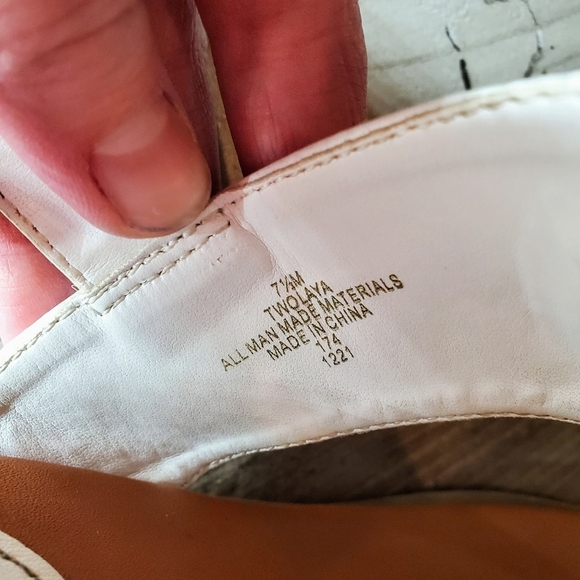 7½M
TWOLAYA
ALL MAN MADE MATERIALS
MADE IN CHINA
174
1221